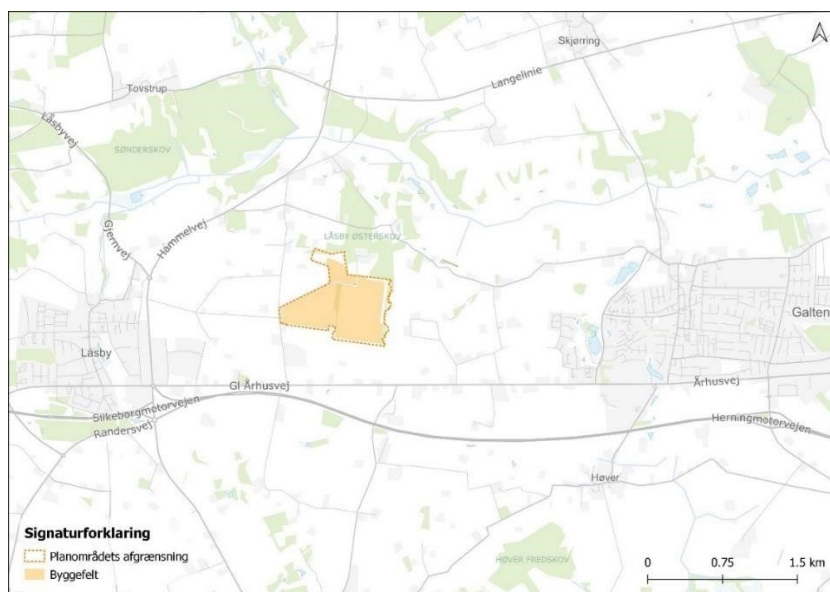 Skjørring
Langelinie
Tovstrup
Låsbyvej
SØNDERSKOV
Hammelvej
Gjernvej
LÅSBY ØSTERSKOV
Galten
Låsby
Gl Århusvej
Århusvej
Silkeborgmotorvejen
Randersvej
Herningmotorvejen
Høver
HØVER FREDSKOV
Signaturforklaring
Planområdets afgrænsning
Byggefelt
0 0.75 1.5 km